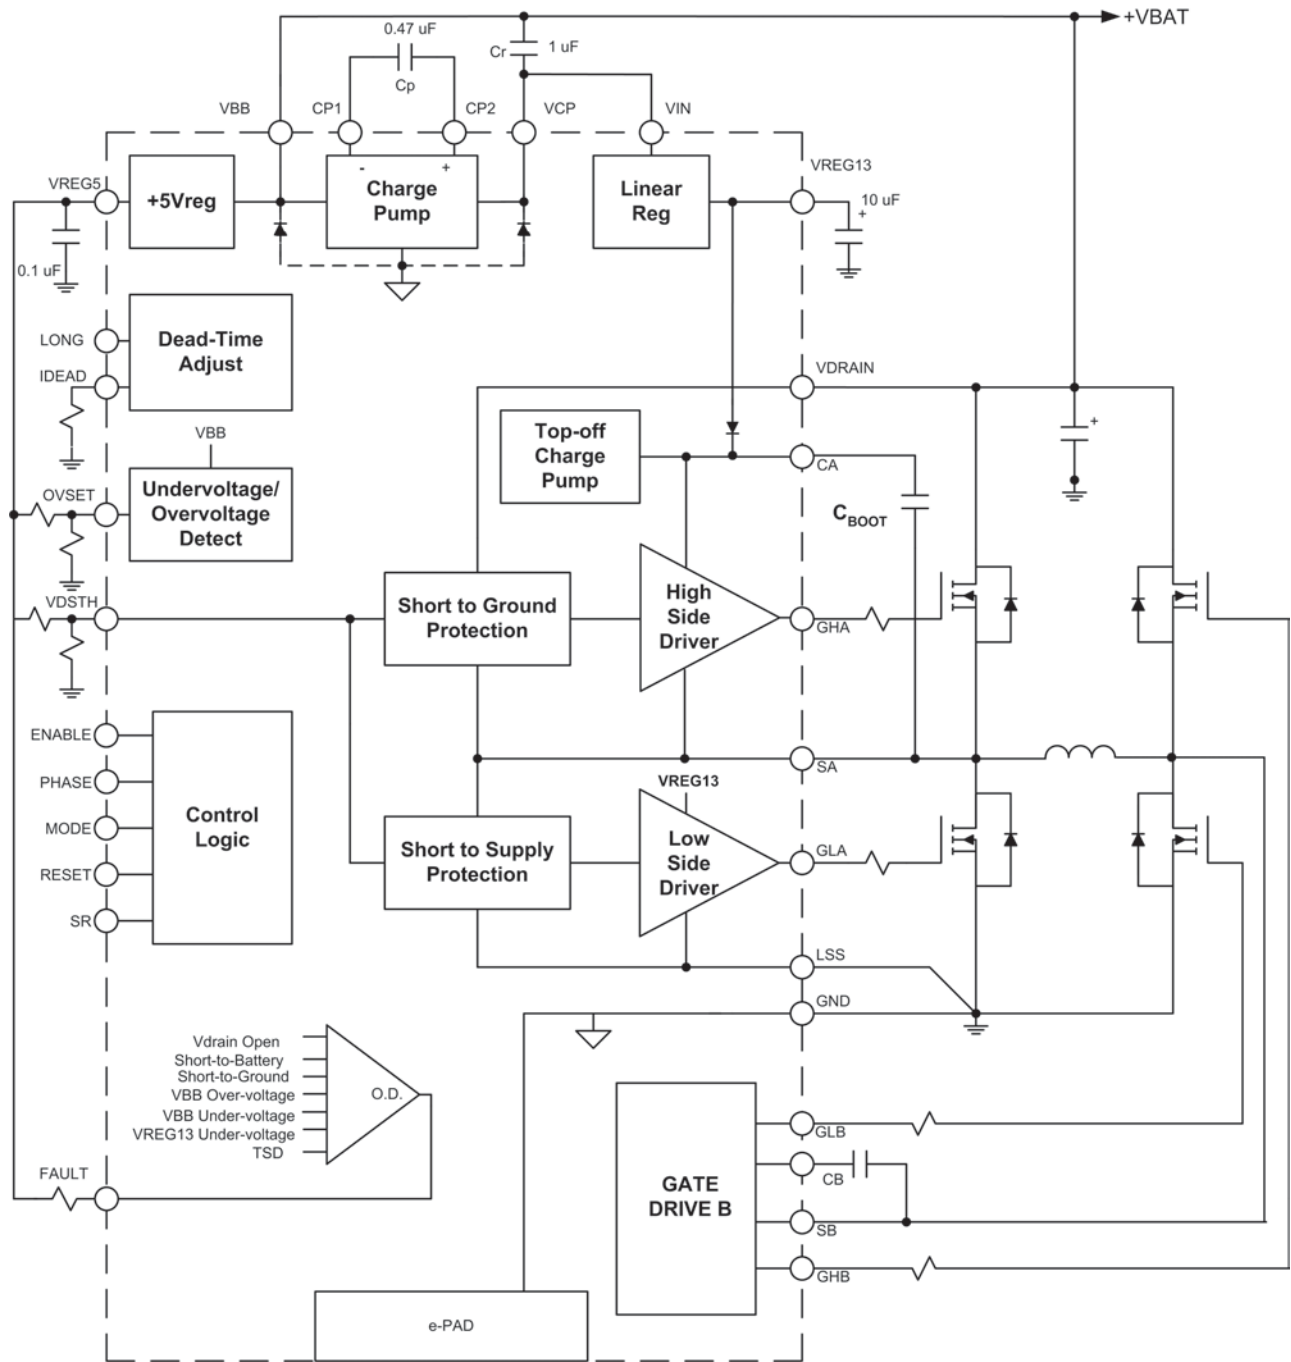 +VBAT
0.47 uF
Cr
1 uF
Cp
VBB
CP1
CP2
VCP
VIN
VREG13
VREG5
+5Vreg
-
+
Charge
Pump
Linear
Reg
10 uF
+
0.1 uF
LONG
Dead-Time
Adjust
IDEAD
VDRAIN
VBB
Top-off
Charge
Pump
+
CA
OVSET
Undervoltage/
Overvoltage
Detect
CBOOT
VDSTH
Short to Ground
Protection
High
Side
Driver
GHA
ENABLE
PHASE
MODE
RESET
SR
Control
Logic
SA
VREG13
Short to Supply
Protection
Low
Side
Driver
GLA
LSS
GND
Vdrain Open
Short-to-Battery
Short-to-Ground
VBB Over-voltage
VBB Under-voltage
VREG13 Under-voltage
TSD
O.D.
FAULT
GATE
DRIVE B
GLB
CB
SB
GHB
e-PAD